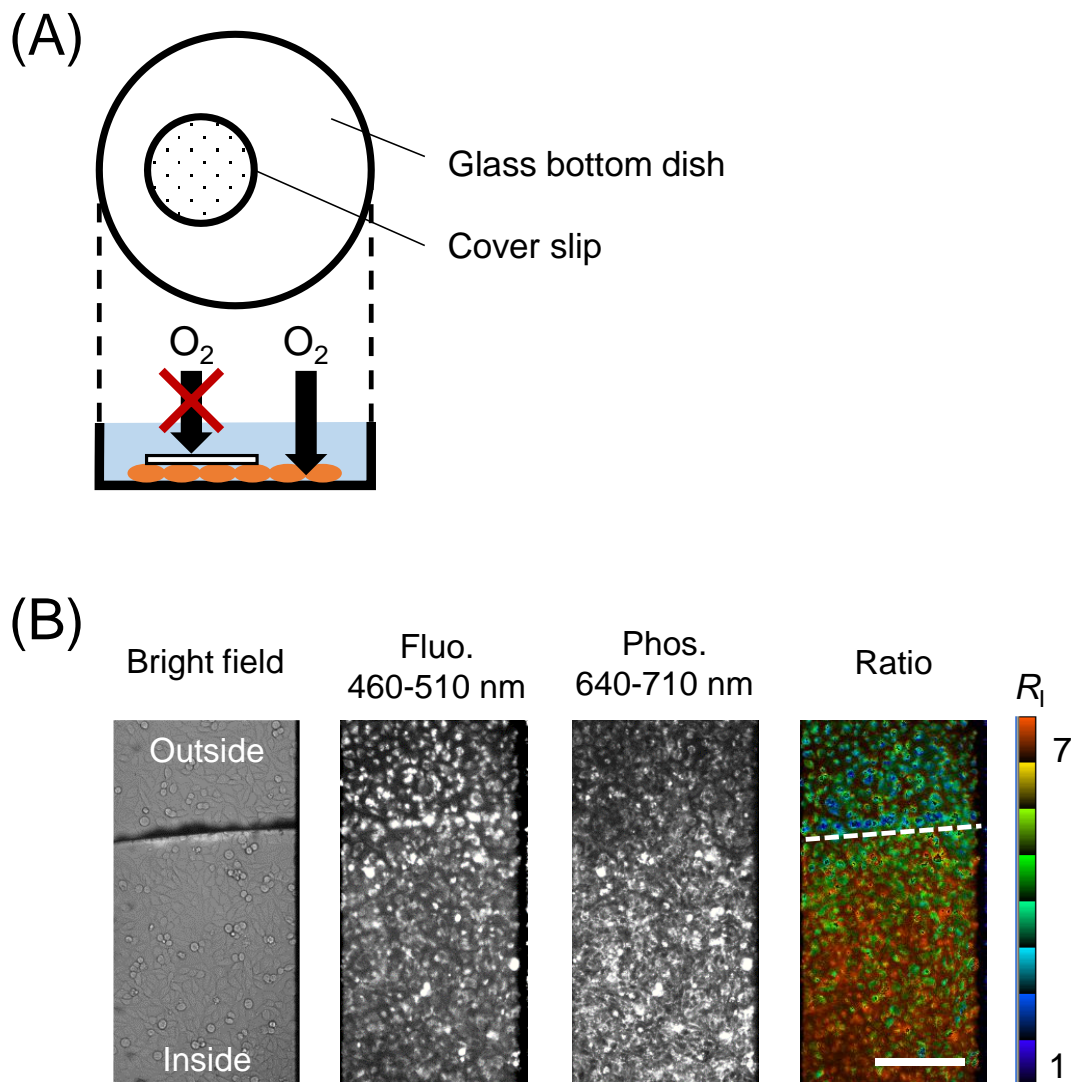 (A)
Glass bottom dish
Cover slip
O₂ O₂
(B)
Bright field
Fluo.
460-510 nm
Phos.
640-710 nm
Ratio
R_I
Outside
Inside
7
1